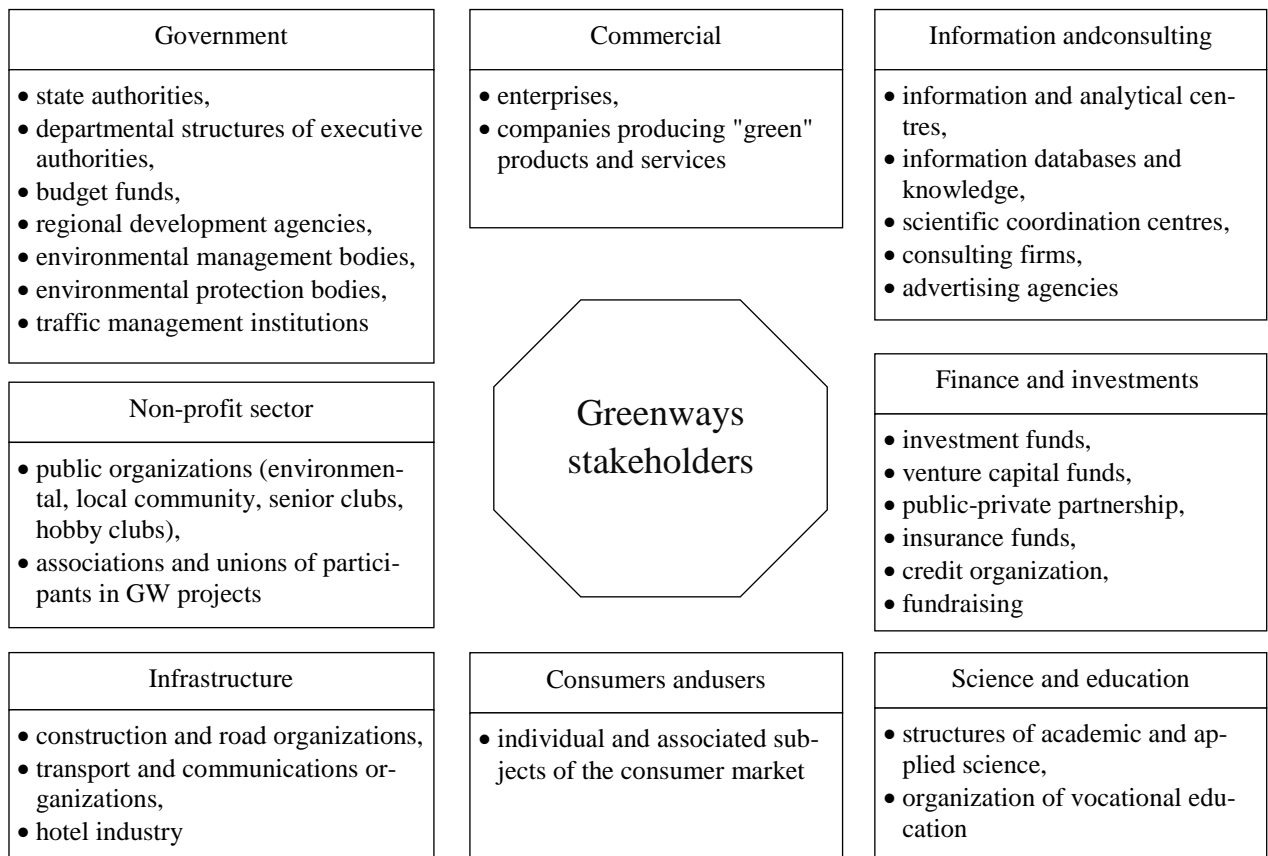 Government
• state authorities,
• departmental structures of executive
authorities,
• budget funds,
• regional development agencies,
• environmental management bodies,
• environmental protection bodies,
• traffic management institutions
Commercial
• enterprises,
• companies producing "green"
products and services
Information andconsulting
• information and analytical cen-
tres,
• information databases and
knowledge,
• scientific coordination centres,
• consulting firms,
• advertising agencies
Non-profit sector
• public organizations (environmen-
tal, local community, senior clubs,
hobby clubs),
• associations and unions of partici-
pants in GW projects
Greenways
stakeholders
Finance and investments
• investment funds,
• venture capital funds,
• public-private partnership,
• insurance funds,
• credit organization,
• fundraising
Infrastructure
• construction and road organizations,
• transport and communications or-
ganizations,
• hotel industry
Consumers andusers
• individual and associated sub-
jects of the consumer market
Science and education
• structures of academic and ap-
plied science,
• organization of vocational edu-
cation